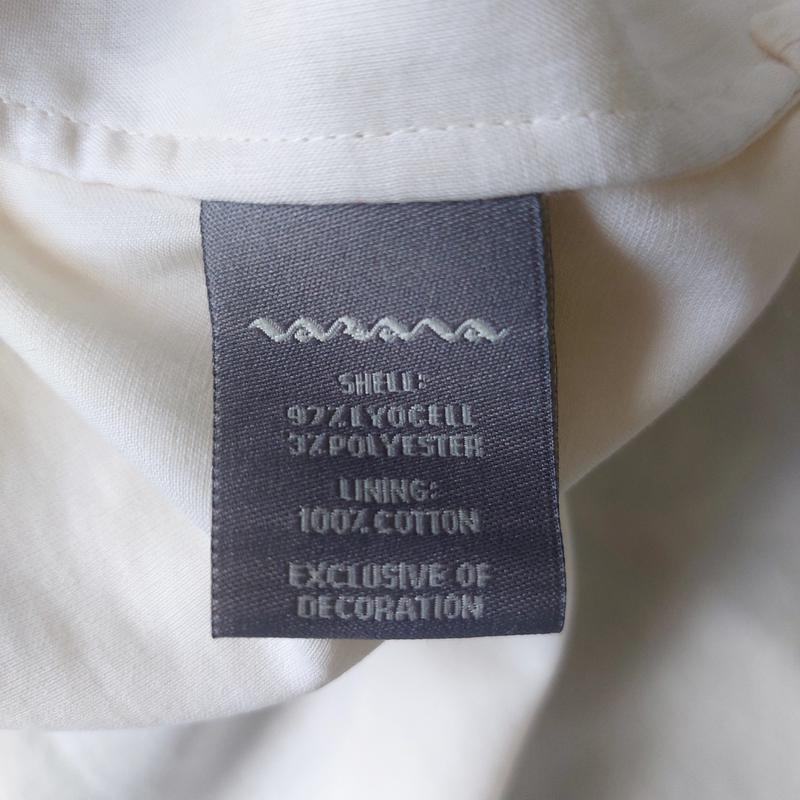 SHELL:
97% LYOCELL
3% POLYESTER
LINING:
100% COTTON
EXCLUSIVE OF
DECORATION